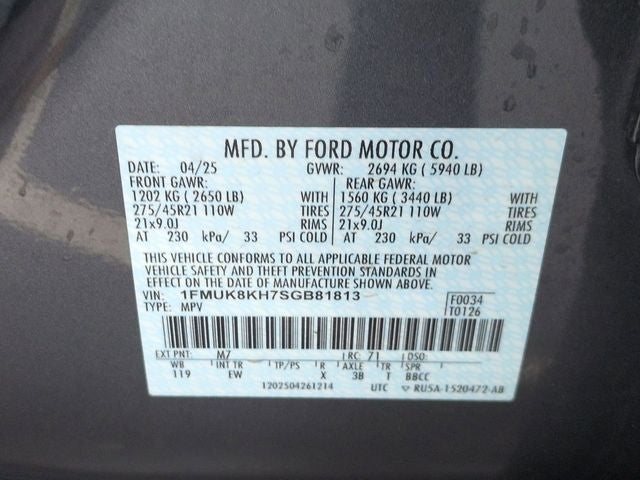 MFD. BY FORD MOTOR CO.
DATE: 04/25 GVWR: 2694 KG ( 5940 LB)
FRONT GAWR: REAR GAWR:
1202 KG ( 2650 LB) WITH 1560 KG ( 3440 LB) WITH
275/45R21 110W TIRES 275/45R21 110W TIRES
21x9.0J RIMS 21x9.0J RIMS
AT 230 kPa/ 33 PSI COLD AT 230 kPa/ 33 PSI COLD
THIS VEHICLE CONFORMS TO ALL APPLICABLE FEDERAL MOTOR
VEHICLE SAFETY AND THEFT PREVENTION STANDARDS IN
EFFECT ON THE DATE OF MANUFACTURE SHOWN ABOVE.
VIN: 1FMUK8KH7SGB81813 F0034
TYPE: MPV T0126
EXT PNT: M7 RC: 71 DSO:
WB INT TR TP/PS R AXLE TR SPR
119 EW X 3B T BBCC
1202504261214 UTC RU5A-1520472-AB